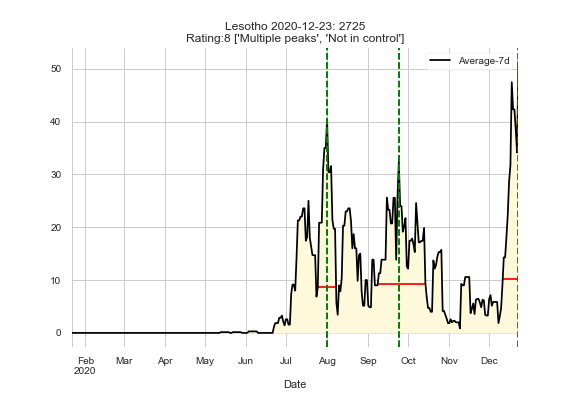 Lesotho 2020-12-23: 2725
Rating:8 ['Multiple peaks', 'Not in control']
Average-7d
50
40
30
20
10
0
Feb Mar Apr May Jun Jul Aug Sep Oct Nov Dec
2020
Date